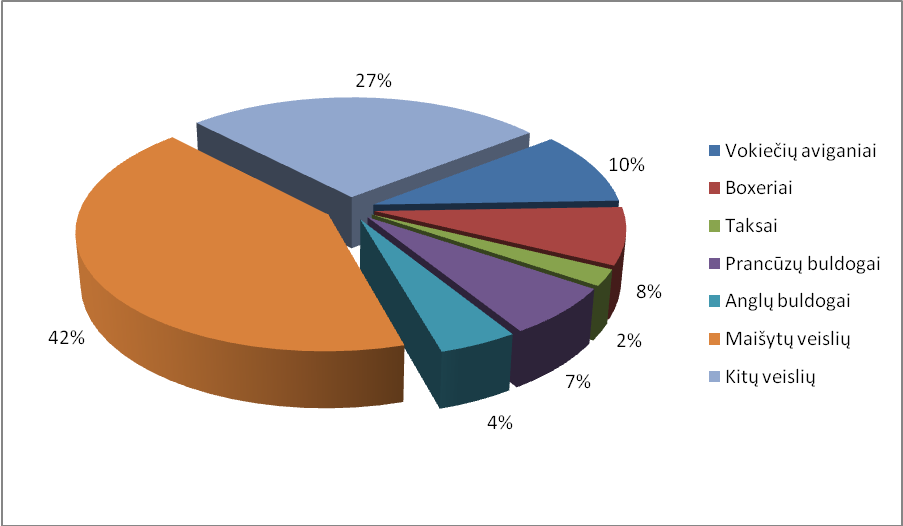 27%
10%
8%
2%
7%
4%
42%
Vokiečių aviganiai
Boxeriai
Taksai
Prancūzų buldogai
Anglų buldogai
Maišytų veislių
Kitų veislių